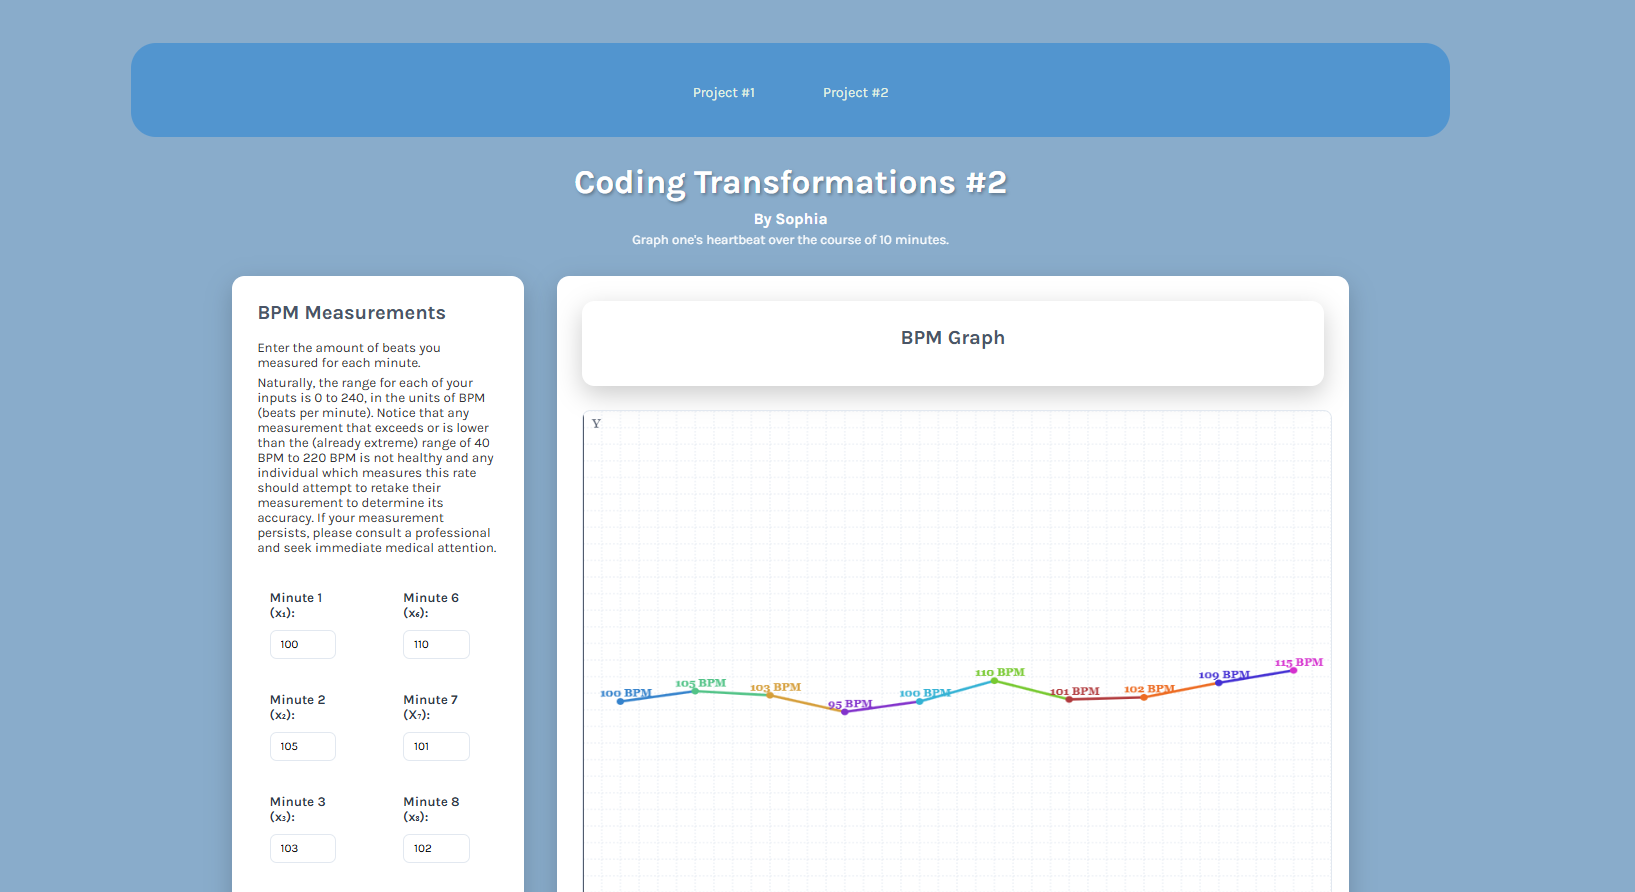 Project #1
Project #2
Coding Transformations #2
By Sophia
Graph one's heartbeat over the course of 10 minutes.
BPM Measurements
Enter the amount of beats you
measured for each minute.
Naturally, the range for each of your
inputs is 0 to 240, in the units of BPM
(beats per minute). Notice that any
measurement that exceeds or is lower
than the (already extreme) range of 40
BPM to 220 BPM is not healthy and any
individual which measures this rate
should attempt to retake their
measurement to determine its
accuracy. If your measurement
persists, please consult a professional
and seek immediate medical attention.
Minute 1
(x₁):
100
Minute 6
(x₆):
110
Minute 2
(x₂):
105
Minute 7
(X₇):
101
Minute 3
(x₃):
103
Minute 8
(x₈):
102
BPM Graph
Y
100 BPM
105 BPM
103 BPM
95 BPM
100 BPM
110 BPM
101 BPM
102 BPM
109 BPM
115 BPM